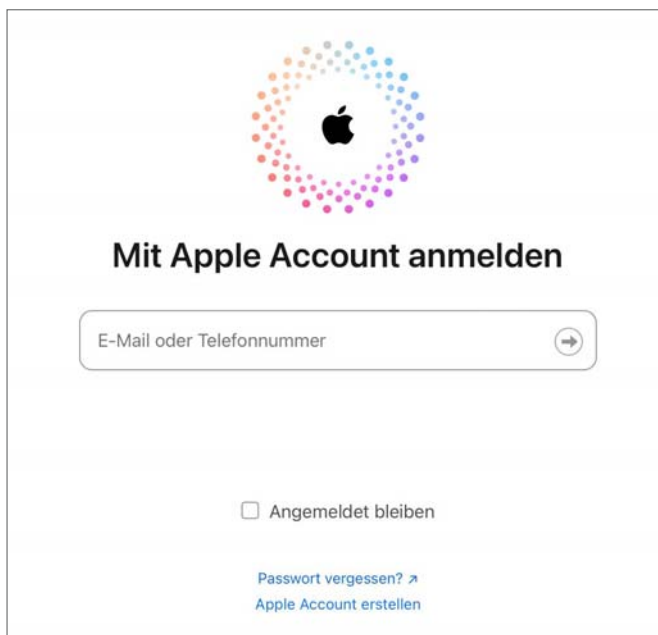 Mit Apple Account anmelden
E-Mail oder Telefonnummer
Angemeldet bleiben
Passwort vergessen? ↗
Apple Account erstellen